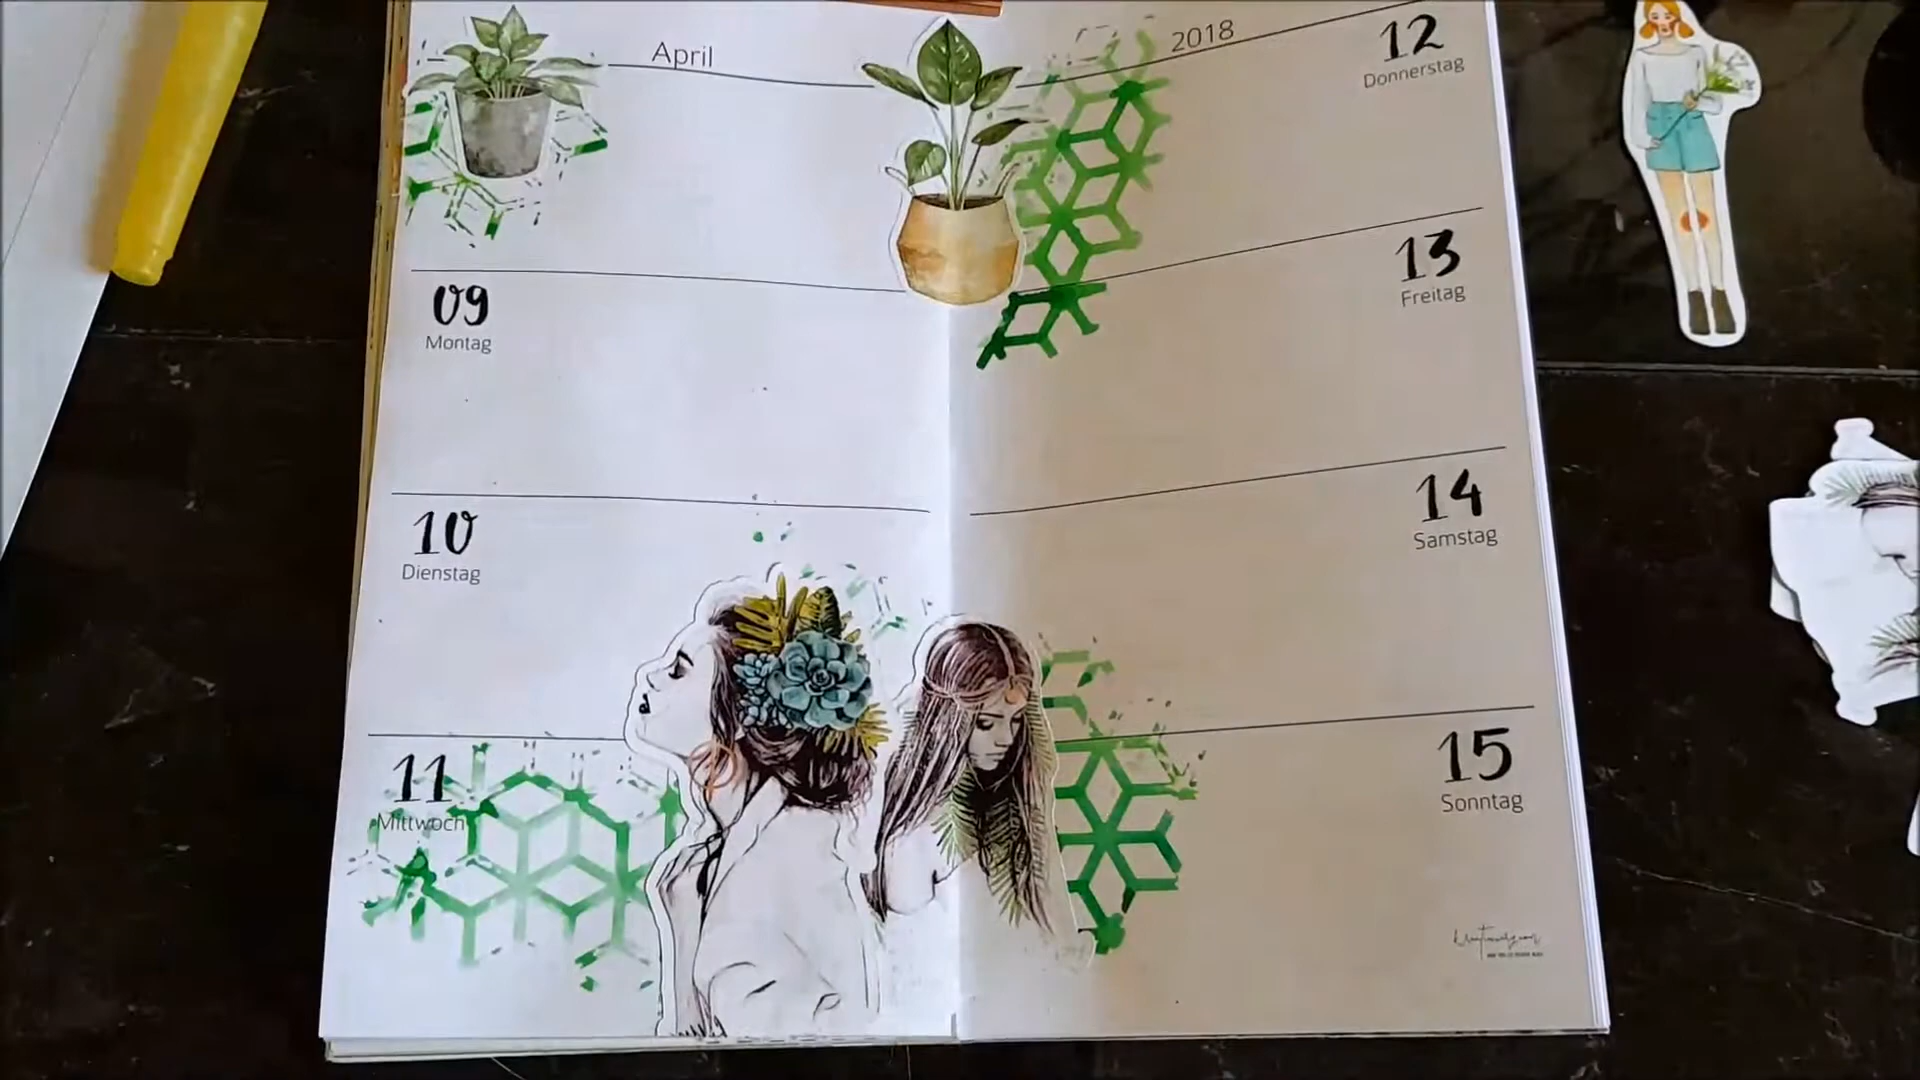 April
2018
09
Montag
10
Dienstag
11
Mittwoch
12
Donnerstag
13
Freitag
14
Samstag
15
Sonntag